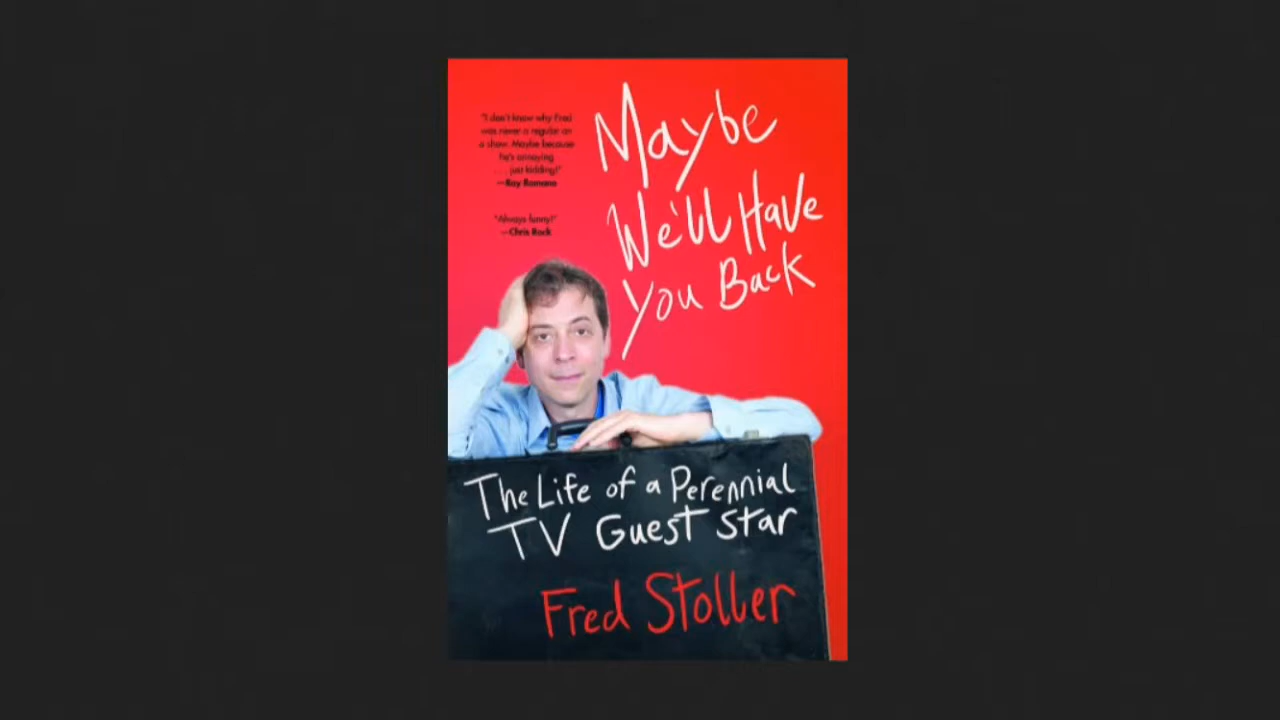 "I don't know why Fred
was never a regular on
a show. Maybe because
he's annoying
. . . just kidding!"
—Ray Romano
"Always funny!"
—Chris Rock
Maybe
We'll Have
You Back
The Life of a Perennial
TV Guest Star
Fred Stoller